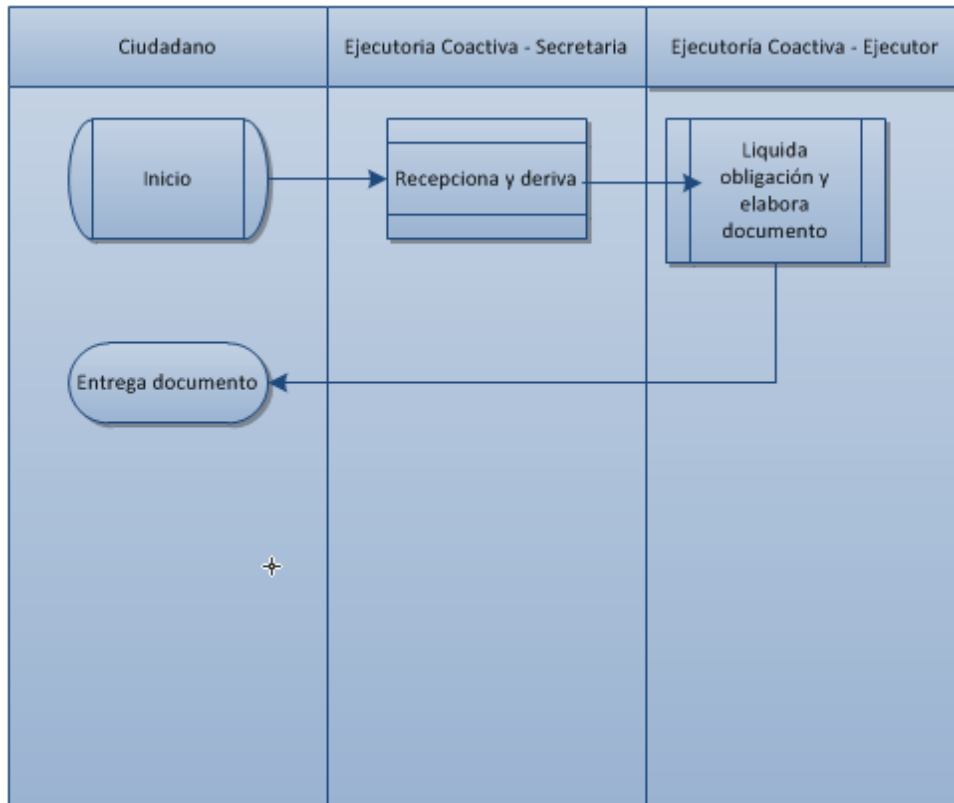 Ciudadano
Ejecutoria Coactiva - Secretaria
Ejecutoría Coactiva - Ejecutor
Inicio
Recepciona y deriva
Liquida
obligación y
elabora
documento
Entrega documento